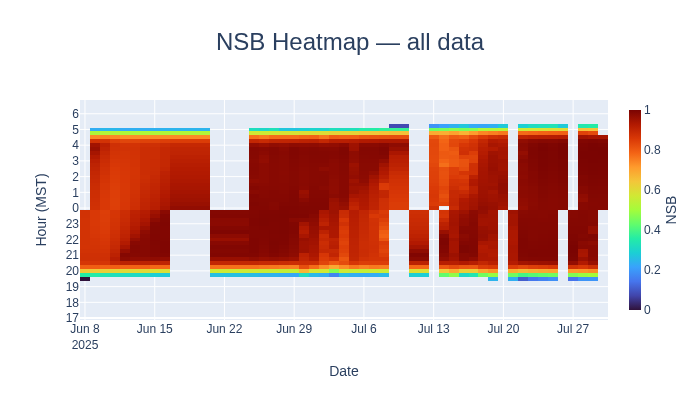 NSB Heatmap — all data
Hour (MST)
6
5
4
3
2
1
0
23
22
21
20
19
18
17
Jun 8
2025
Jun 15
Jun 22
Jun 29
Jul 6
Jul 13
Jul 20
Jul 27
Date
1
0.8
0.6
0.4
0.2
0
NSB